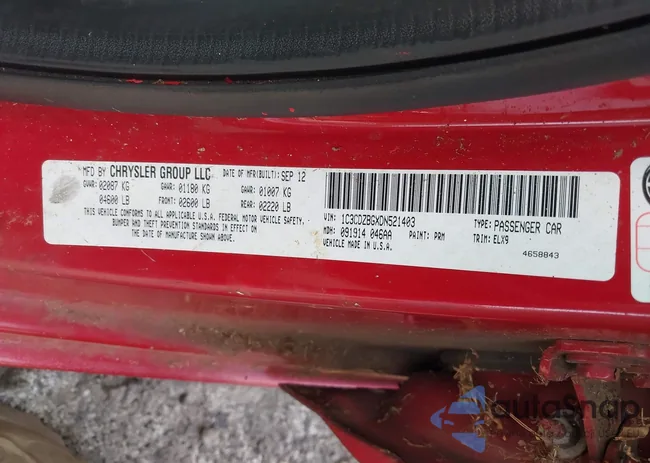 MFD BY CHRYSLER GROUP LLC DATE OF MFR(BUILT): SEP 12
GVWR: 02087 KG GAWR: 01180 KG GAWR: 01007 KG
04600 LB FRONT: 02600 LB REAR: 02220 LB
THIS VEHICLE CONFORMS TO ALL APPLICABLE U.S.A. FEDERAL MOTOR VEHICLE SAFETY,
BUMPER AND THEFT PREVENTION STANDARDS IN EFFECT ON
THE DATE OF MANUFACTURE SHOWN ABOVE.
VIN: 1C3CDZBGXDN521403 TYPE: PASSENGER CAR
MDH: 091914 046AA PAINT: PRM TRIM: ELX9
MADE IN U.S.A.
4658843
autoSnap